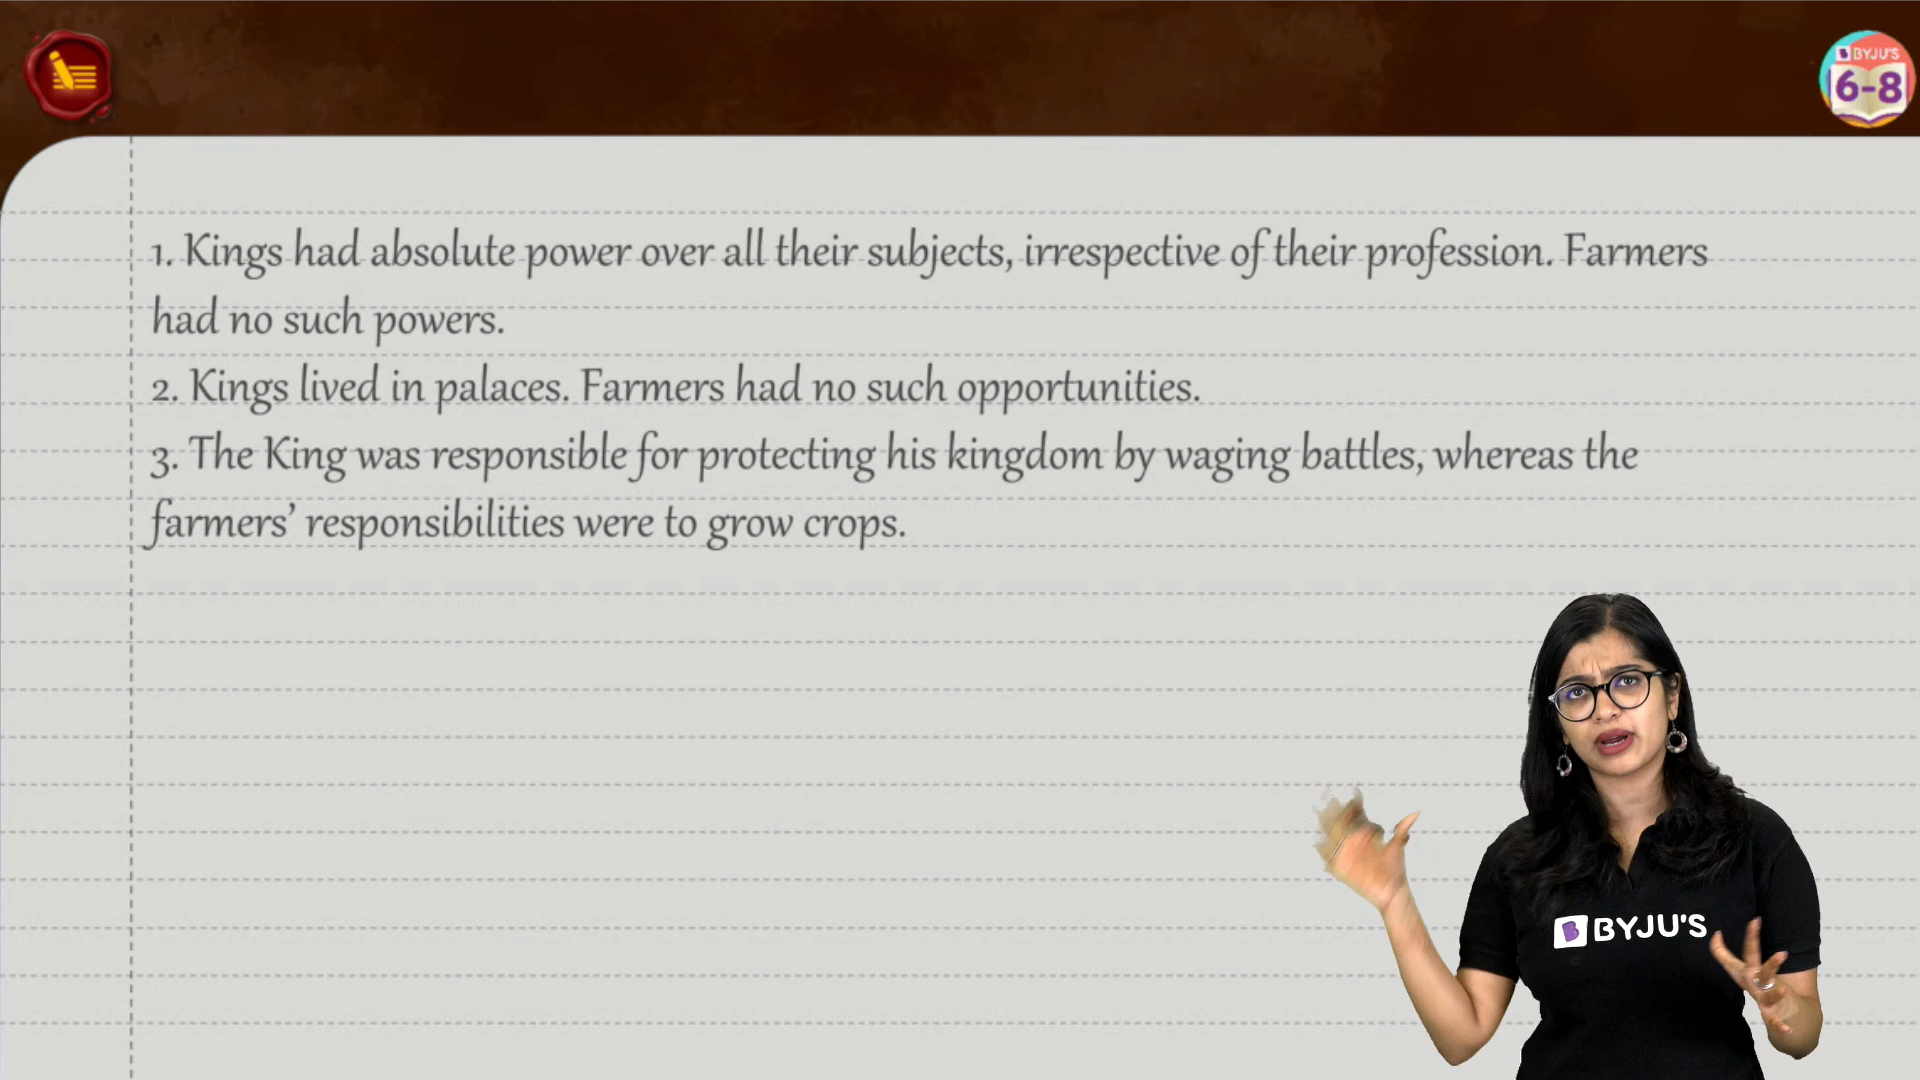 BYJU'S
6-8
1. Kings had absolute power over all their subjects, irrespective of their profession. Farmers
had no such powers.
2. Kings lived in palaces. Farmers had no such opportunities.
3. The King was responsible for protecting his kingdom by waging battles, whereas the
farmers’ responsibilities were to grow crops.
BYJU'S